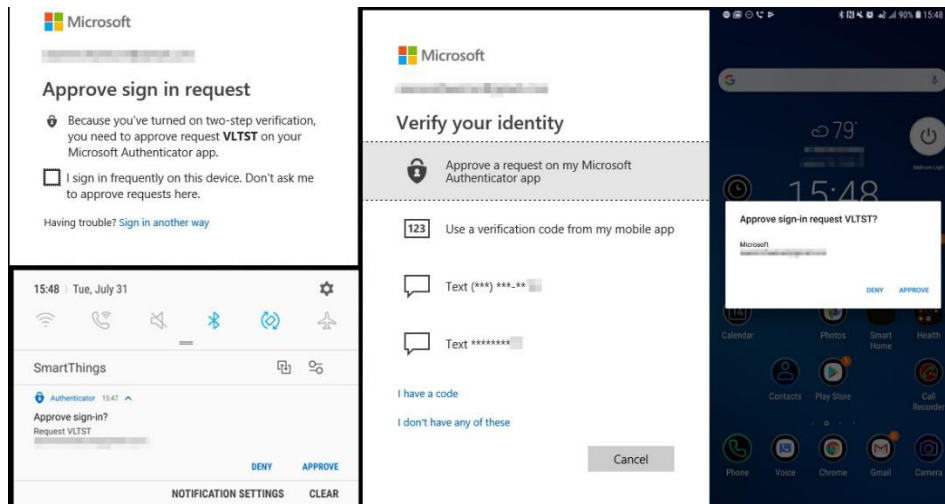 Microsoft
Approve sign in request
Because you've turned on two-step verification,
you need to approve request VLTST on your
Microsoft Authenticator app.
I sign in frequently on this device. Don't ask me
to approve requests here.
Having trouble? Sign in another way
15:48 | Tue, July 31
SmartThings
Authenticator 15:47
Approve sign-in?
Request VLTST
DENY APPROVE
NOTIFICATION SETTINGS CLEAR
Microsoft
Verify your identity
Approve a request on my Microsoft
Authenticator app
123 Use a verification code from my mobile app
Text (***) ***-**
Text ********
I have a code
I don't have any of these
Cancel
90% 15:48
G
79°
15:48
Approve sign-in request VLTST?
Microsoft
DENY APPROVE
Calendar Photos Smart Home Health
Contacts Play Store Call Recorder
Phone Voice Chrome Gmail Camera